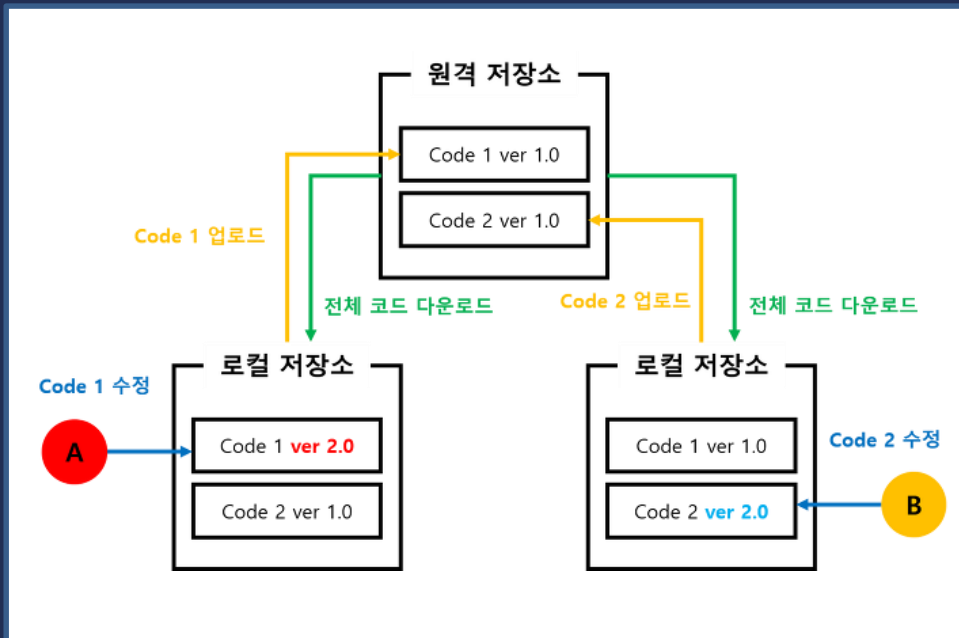 원격 저장소
Code 1 ver 1.0
Code 2 ver 1.0
Code 1 업로드
전체 코드 다운로드
Code 2 업로드
전체 코드 다운로드
로컬 저장소
Code 1 수정
A
Code 1 ver 2.0
Code 2 ver 1.0
로컬 저장소
Code 1 ver 1.0
Code 2 ver 2.0
Code 2 수정
B